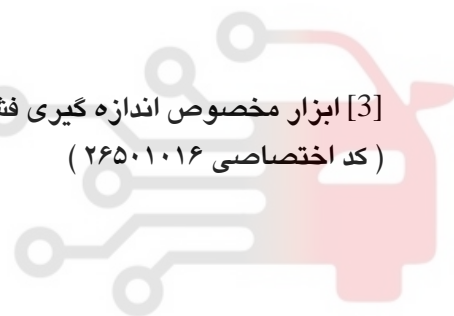 [3] ابزار مخصوص اندازه گیری
( کد اختصاصی ۲۶۵۰۱۰۱۶ )